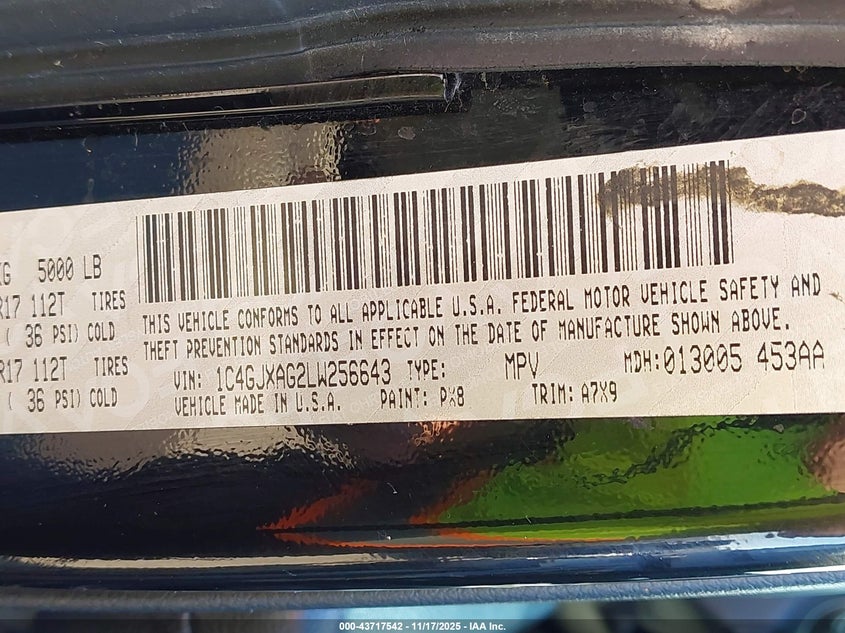 KG 5000 LB
R17 112T TIRES
( 36 PSI) COLD
R17 112T TIRES
( 36 PSI) COLD
THIS VEHICLE CONFORMS TO ALL APPLICABLE U.S.A. FEDERAL MOTOR VEHICLE SAFETY AND
THEFT PREVENTION STANDARDS IN EFFECT ON THE DATE OF MANUFACTURE SHOWN ABOVE.
VIN: 1C4GJXAG2LW256643 TYPE: MPV MDH:013005 453AA
VEHICLE MADE IN U.S.A. PAINT: PX8 TRIM: A7X9
000-43717542 - 11/17/2025 - IAA Inc.